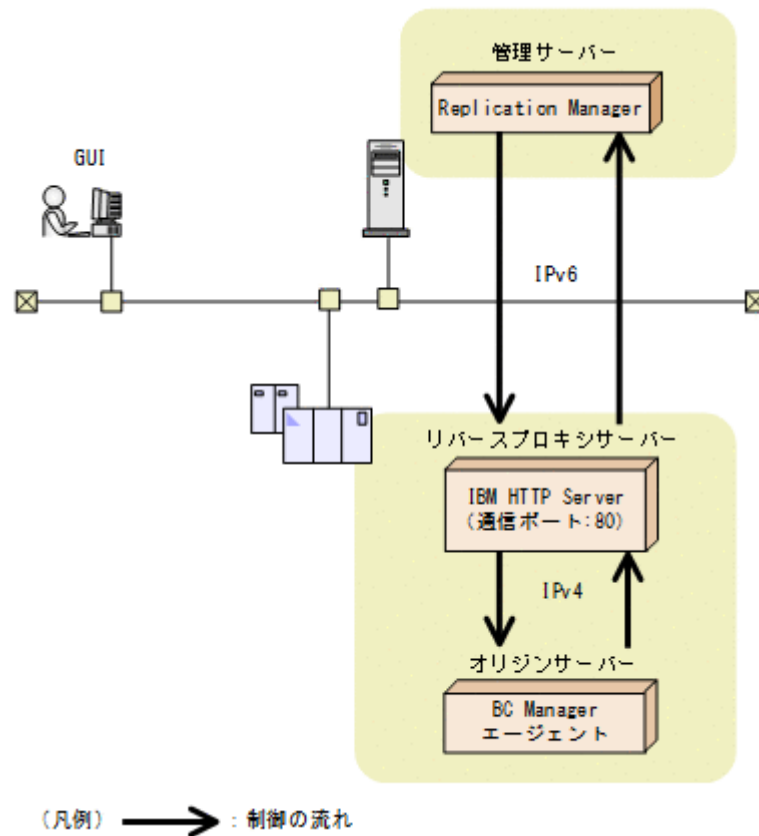 管理サーバー
Replication Manager
GUI
IPv6
リバースプロキシサーバー
IBM HTTP Server
(通信ポート:80)
IPv4
オリジンサーバー
BC Manager
エージェント
(凡例) :制御の流れ